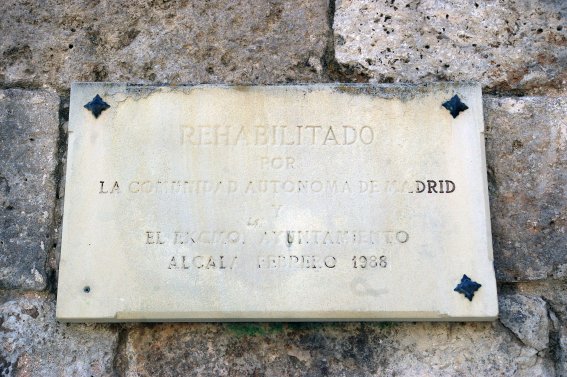 REHABILITADO
POR
LA COMUNIDAD AUTONOMA DE MADRID
Y
EL EXCMO. AYUNTAMIENTO
ALCALA FEBRERO 1988